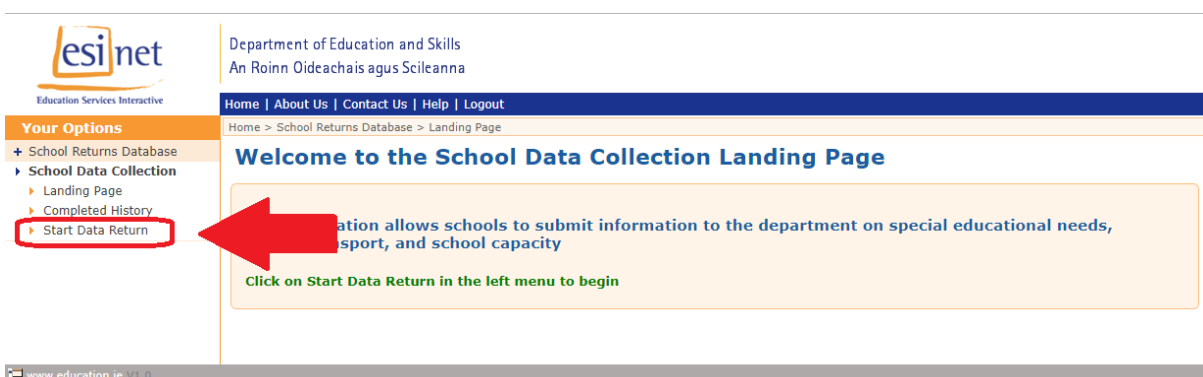 esinet
Education Services Interactive
Department of Education and Skills
An Roinn Oideachais agus Scileanna
Home | About Us | Contact Us | Help | Logout
Your Options
Home > School Returns Database > Landing Page
+ School Returns Database
School Data Collection
Landing Page
Completed History
Start Data Return
Welcome to the School Data Collection Landing Page
allows schools to submit information to the department on special educational needs,
and school capacity
Click on Start Data Return in the left menu to begin
www.education.ie V1.0